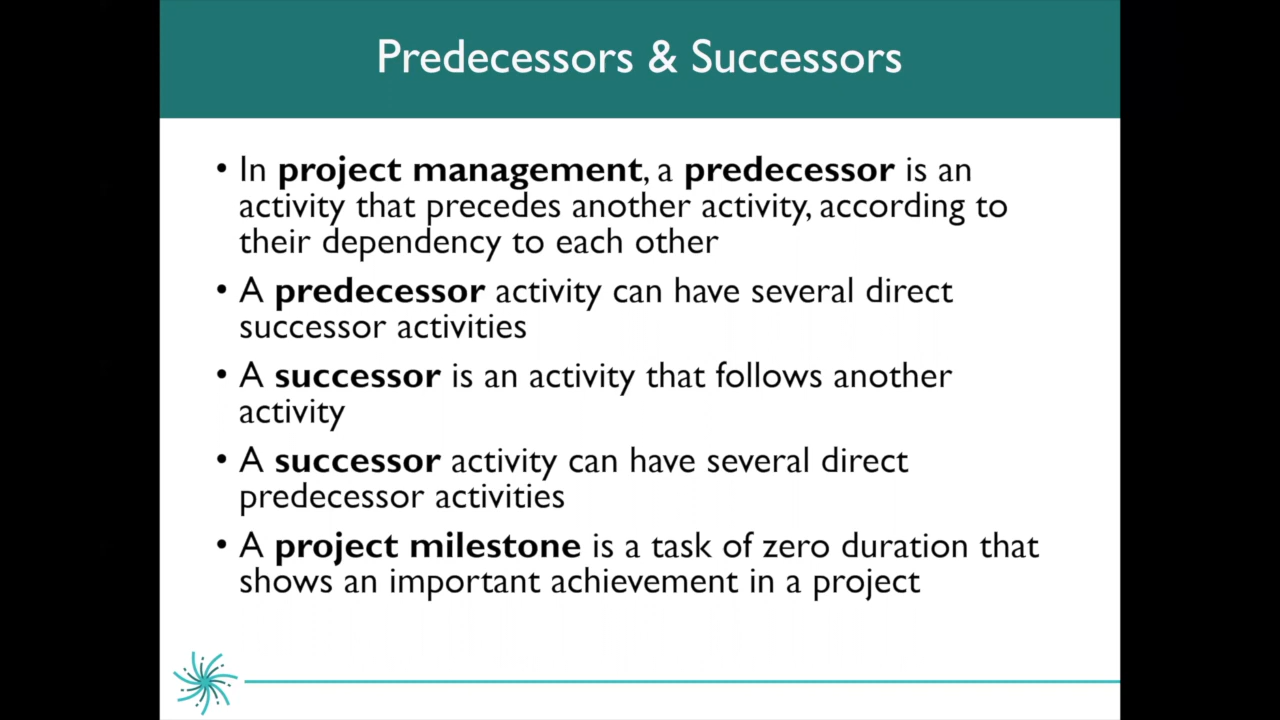 Predecessors & Successors
• In project management, a predecessor is an
activity that precedes another activity, according to
their dependency to each other
• A predecessor activity can have several direct
successor activities
• A successor is an activity that follows another
activity
• A successor activity can have several direct
predecessor activities
• A project milestone is a task of zero duration that
shows an important achievement in a project